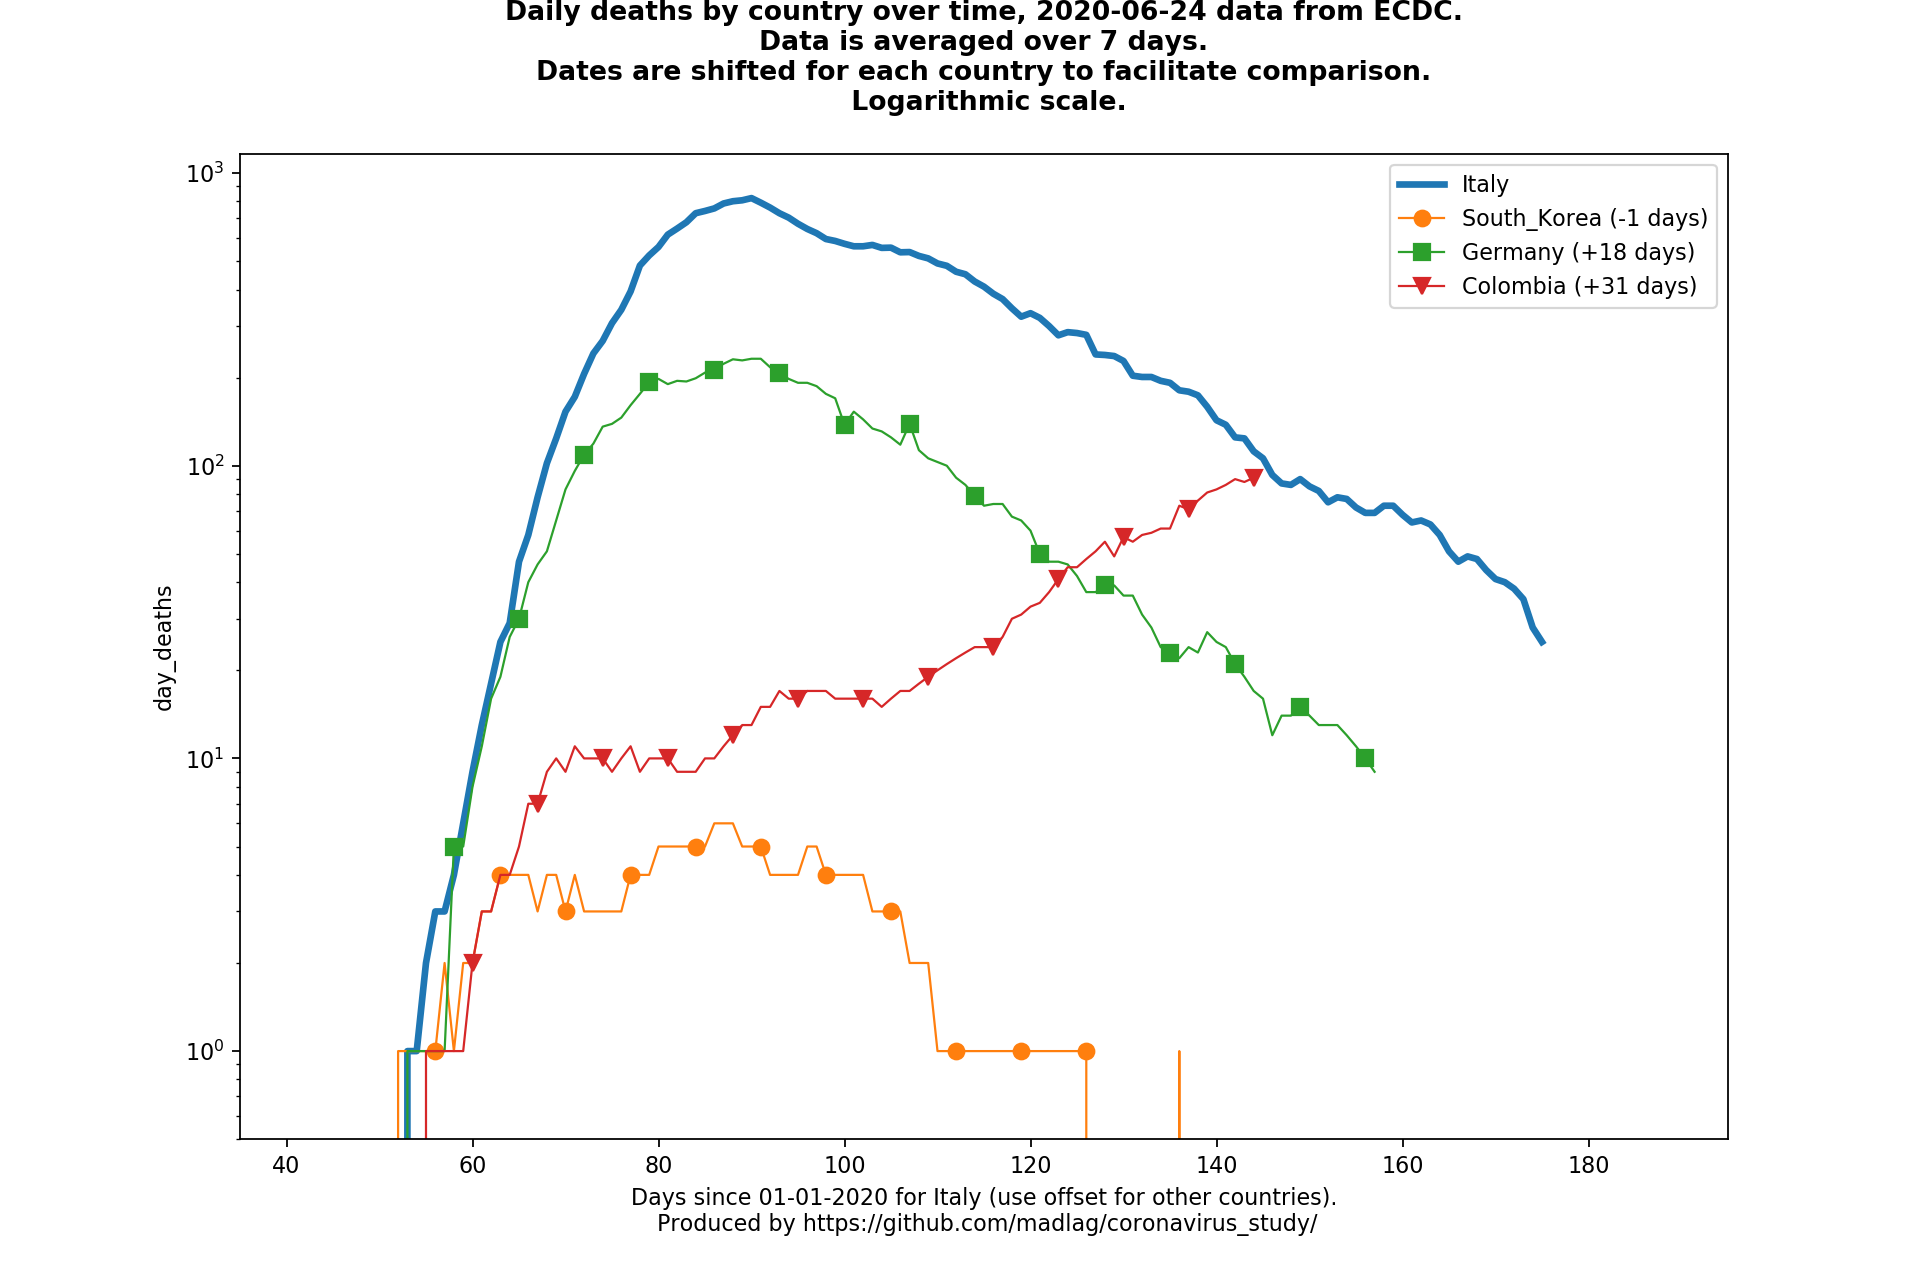 Daily deaths by country over time, 2020-06-24 data from ECDC.
Data is averaged over 7 days.
Dates are shifted for each country to facilitate comparison.
Logarithmic scale.
10³
10²
10¹
10⁰
day_deaths
Italy
South_Korea (-1 days)
Germany (+18 days)
Colombia (+31 days)
40 60 80 100 120 140 160 180
Days since 01-01-2020 for Italy (use offset for other countries).
Produced by https://github.com/madlag/coronavirus_study/